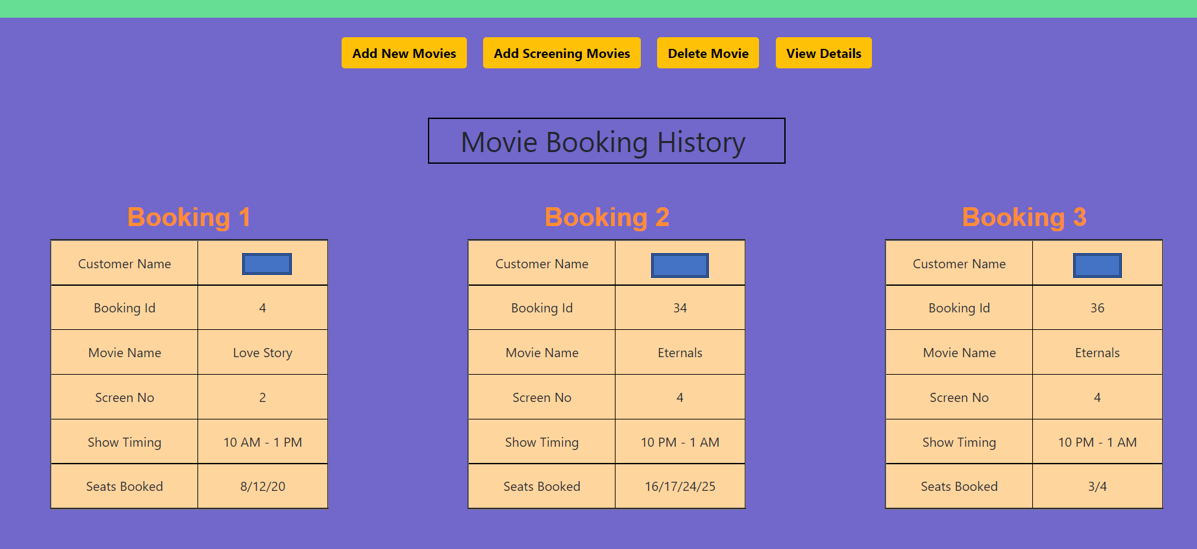 Add New Movies Add Screening Movies Delete Movie View Details
Movie Booking History
Booking 1 Booking 2 Booking 3
Customer Name Customer Name Customer Name
Booking Id 4 Booking Id 34 Booking Id 36
Movie Name Love Story Movie Name Eternals Movie Name Eternals
Screen No 2 Screen No 4 Screen No 4
Show Timing 10 AM - 1 PM Show Timing 10 PM - 1 AM Show Timing 10 PM - 1 AM
Seats Booked 8/12/20 Seats Booked 16/17/24/25 Seats Booked 3/4